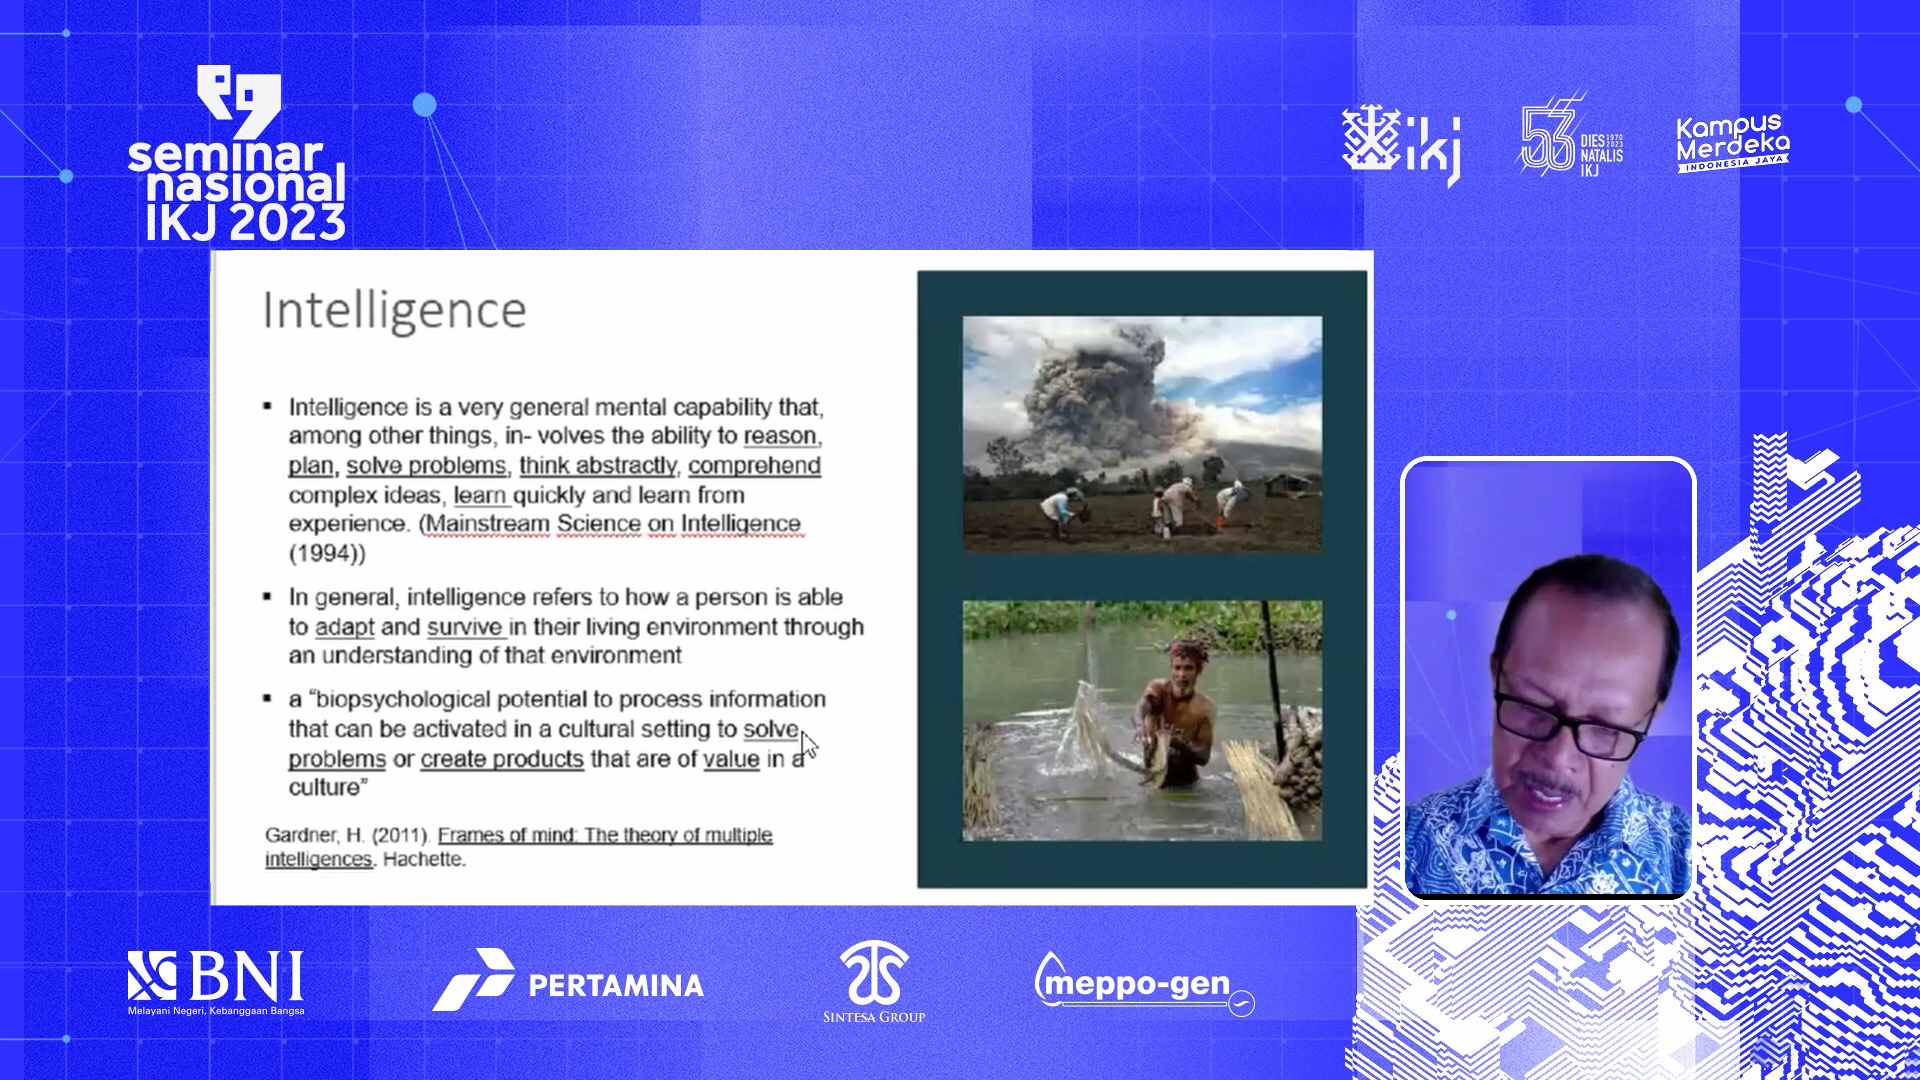 seminar
nasional
IKJ 2023
ikj
53
DIES 1970
NATALIS 2023
IKJ
Kampus
Merdeka
INDONESIA JAYA
Intelligence
▪ Intelligence is a very general mental capability that,
among other things, in- volves the ability to reason,
plan, solve problems, think abstractly, comprehend
complex ideas, learn quickly and learn from
experience. (Mainstream Science on Intelligence
(1994))
▪ In general, intelligence refers to how a person is able
to adapt and survive in their living environment through
an understanding of that environment
▪ a “biopsychological potential to process information
that can be activated in a cultural setting to solve
problems or create products that are of value in a
culture”
Gardner, H. (2011). Frames of mind: The theory of multiple
intelligences. Hachette.
BNI
Melayani Negeri, Kebanggaan Bangsa
PERTAMINA
SINTESA GROUP
meppo-gen